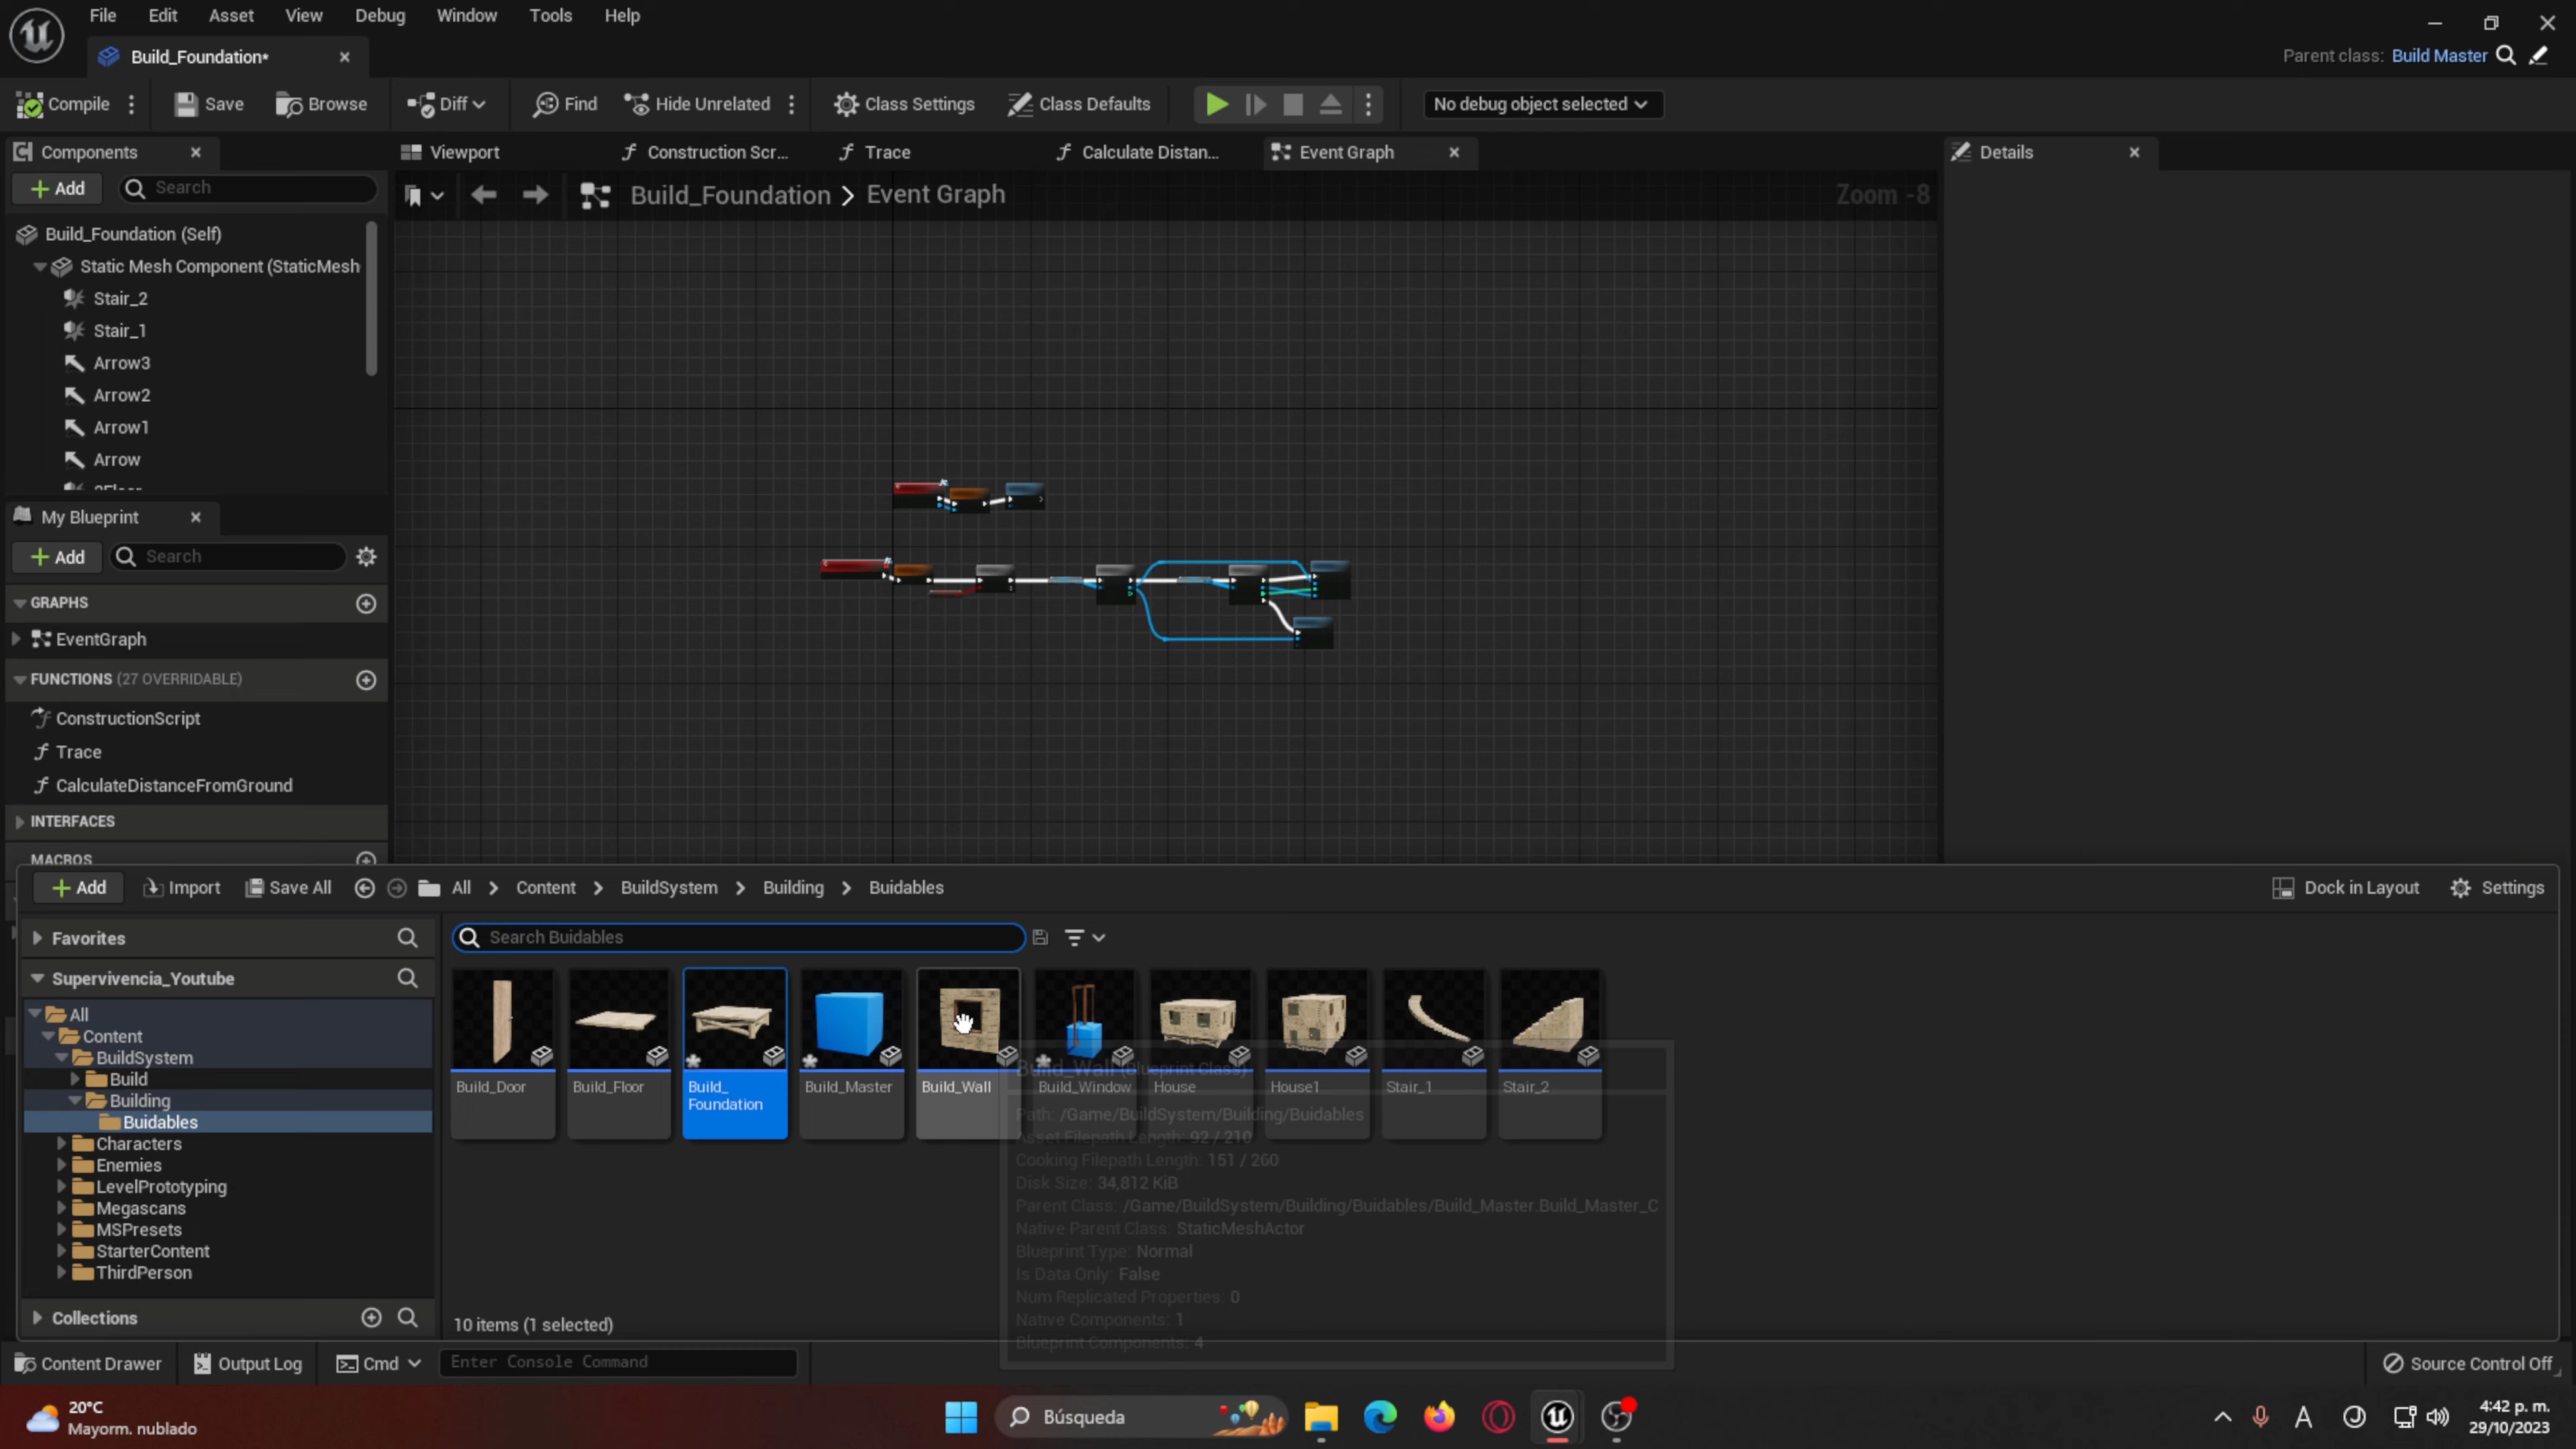 File Edit Asset View Debug Window Tools Help
Build_Foundation*
Parent class: Build Master
Compile Save Browse Diff Find Hide Unrelated Class Settings Class Defaults No debug object selected
Components Viewport Construction Scr... Trace Calculate Distan... Event Graph Details
Add Search Build_Foundation > Event Graph Zoom -8
Build_Foundation (Self)
Static Mesh Component (StaticMesh
Stair_2
Stair_1
Arrow3
Arrow2
Arrow1
Arrow
My Blueprint
Add Search
GRAPHS
EventGraph
FUNCTIONS (27 OVERRIDABLE)
ConstructionScript
Trace
CalculateDistanceFromGround
INTERFACES
MACROS
Add Import Save All All > Content > BuildSystem > Building > Buidables Dock in Layout Settings
Favorites
Search Buidables
Supervivencia_Youtube
All
Content
BuildSystem
Build
Building
Buidables
Characters
Enemies
LevelPrototyping
Megascans
MSPresets
StarterContent
ThirdPerson
Collections
Build_Door
Build_Floor
Build_
Foundation
Build_Master
Build_Wall
Build_Window
House
House1
Stair_1
Stair_2
Build_Wall (Blueprint Class)
Path: /Game/BuildSystem/Building/Buidables
Asset Filepath Length: 92 / 210
Cooking Filepath Length: 151 / 260
Disk Size: 34,812 KiB
Parent Class: /Game/BuildSystem/Building/Buidables/Build_Master.Build_Master_C
Native Parent Class: StaticMeshActor
Blueprint Type: Normal
Is Data Only: False
Num Replicated Properties: 0
Native Components: 1
Blueprint Components: 4
10 items (1 selected)
Content Drawer Output Log Cmd Enter Console Command Source Control Off
20°C
Mayorm. nublado
Búsqueda
4:42 p. m.
29/10/2023